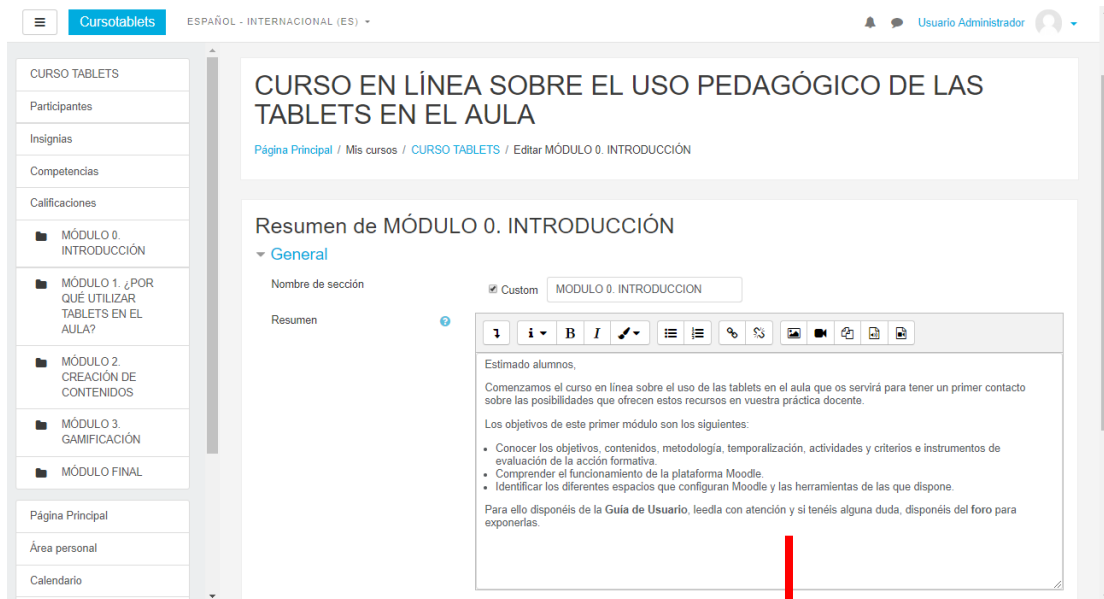 Cursotablets
ESPAÑOL - INTERNACIONAL (ES)
Usuario Administrador
CURSO TABLETS
Participantes
Insignias
Competencias
Calificaciones
MÓDULO 0.
INTRODUCCIÓN
MÓDULO 1. ¿POR
QUÉ UTILIZAR
TABLETS EN EL
AULA?
MÓDULO 2.
CREACIÓN DE
CONTENIDOS
MÓDULO 3.
GAMIFICACIÓN
MÓDULO FINAL
Página Principal
Área personal
Calendario
CURSO EN LÍNEA SOBRE EL USO PEDAGÓGICO DE LAS
TABLETS EN EL AULA
Página Principal / Mis cursos / CURSO TABLETS / Editar MÓDULO 0. INTRODUCCIÓN
Resumen de MÓDULO 0. INTRODUCCIÓN
General
Nombre de sección
Custom
MODULO 0. INTRODUCCION
Resumen
B I
Estimado alumnos,
Comenzamos el curso en línea sobre el uso de las tablets en el aula que os servirá para tener un primer contacto
sobre las posibilidades que ofrecen estos recursos en vuestra práctica docente.
Los objetivos de este primer módulo son los siguientes:
• Conocer los objetivos, contenidos, metodología, temporalización, actividades y criterios e instrumentos de
evaluación de la acción formativa.
• Comprender el funcionamiento de la plataforma Moodle.
• Identificar los diferentes espacios que configuran Moodle y las herramientas de las que dispone.
Para ello disponéis de la Guía de Usuario, leedla con atención y si tenéis alguna duda, disponéis del foro para
exponerlas.